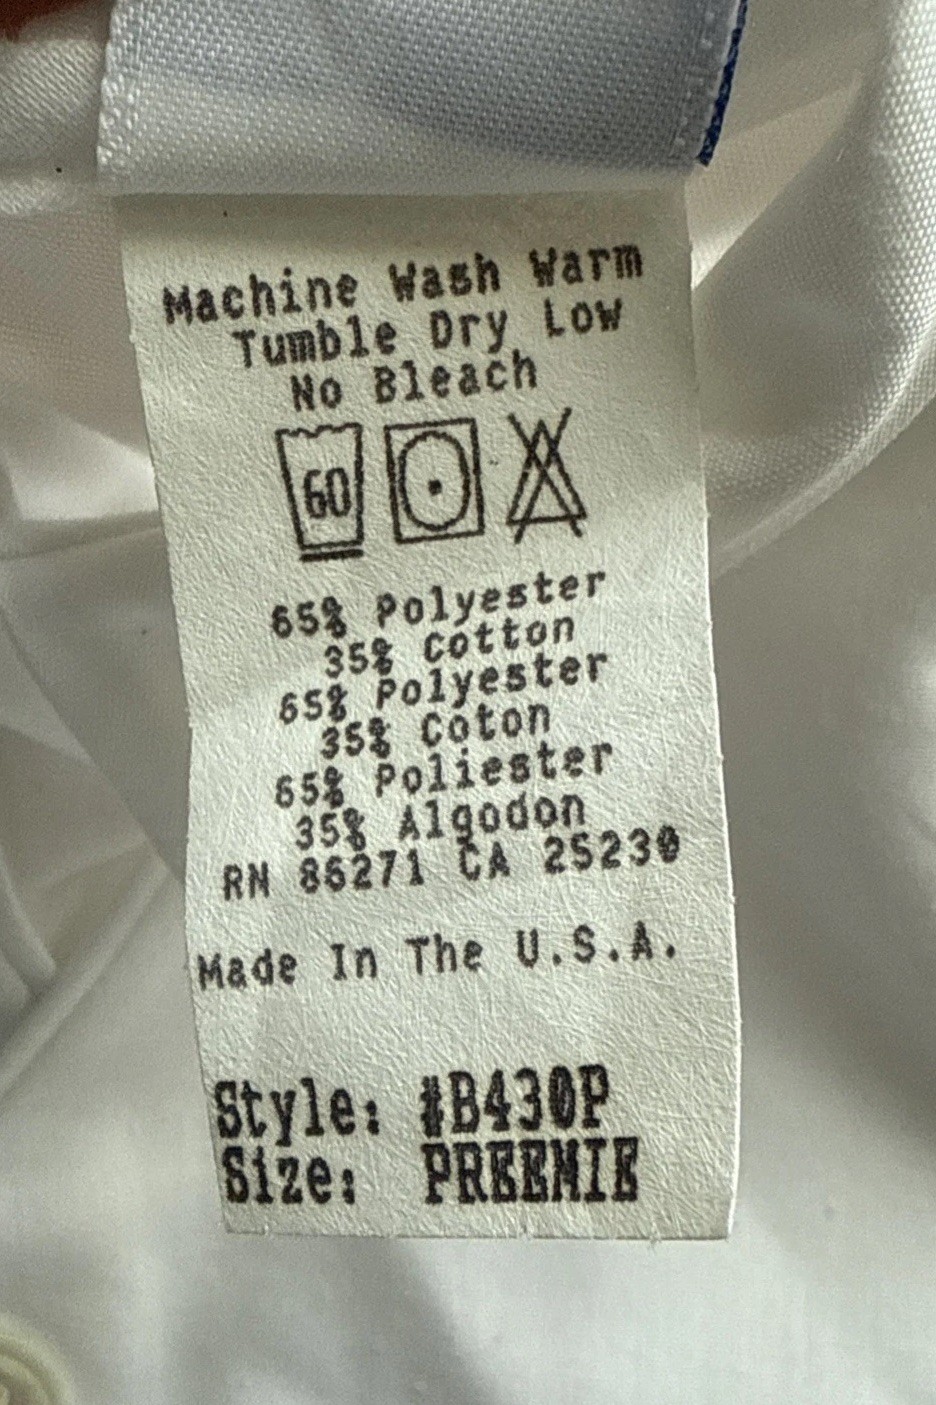 Machine Wash Warm
Tumble Dry Low
No Bleach
60
65% Polyester
35% Cotton
65% Polyester
35% Coton
65% Poliester
35% Algodon
RN 86271 CA 25230
Made In The U.S.A.
Style: #B430P
Size: PREEMIE